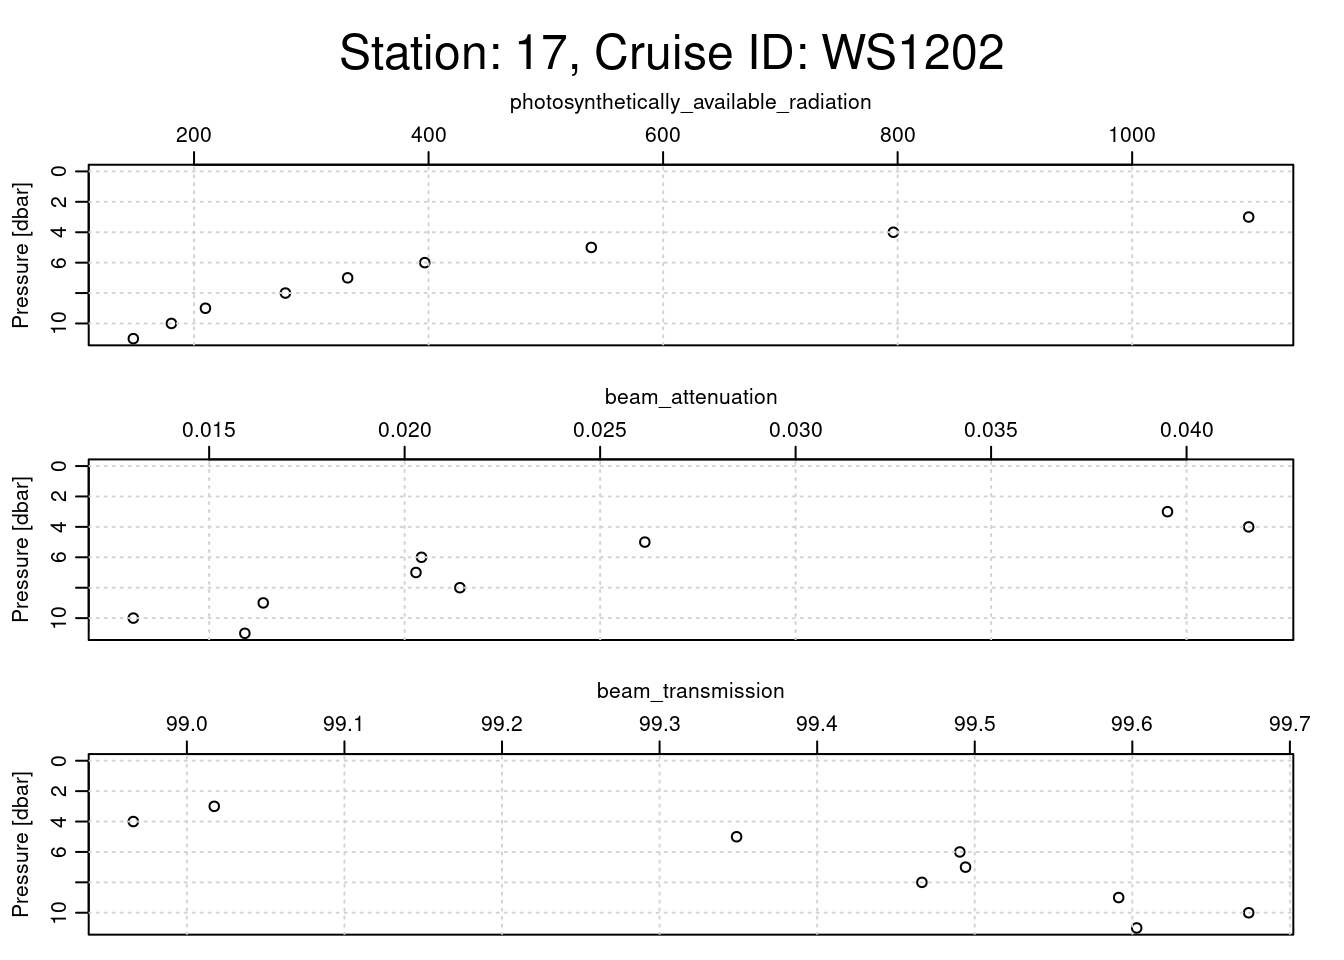 Station: 17, Cruise ID: WS1202
photosynthetically_available_radiation
200 400 600 800 1000
Pressure [dbar]
0
2
4
6
10
beam_attenuation
0.015 0.020 0.025 0.030 0.035 0.040
Pressure [dbar]
0
2
4
6
10
beam_transmission
99.0 99.1 99.2 99.3 99.4 99.5 99.6 99.7
Pressure [dbar]
0
2
4
6
10